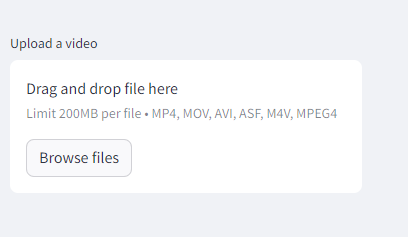 Upload a video
Drag and drop file here
Limit 200MB per file • MP4, MOV, AVI, ASF, M4V, MPEG4
Browse files